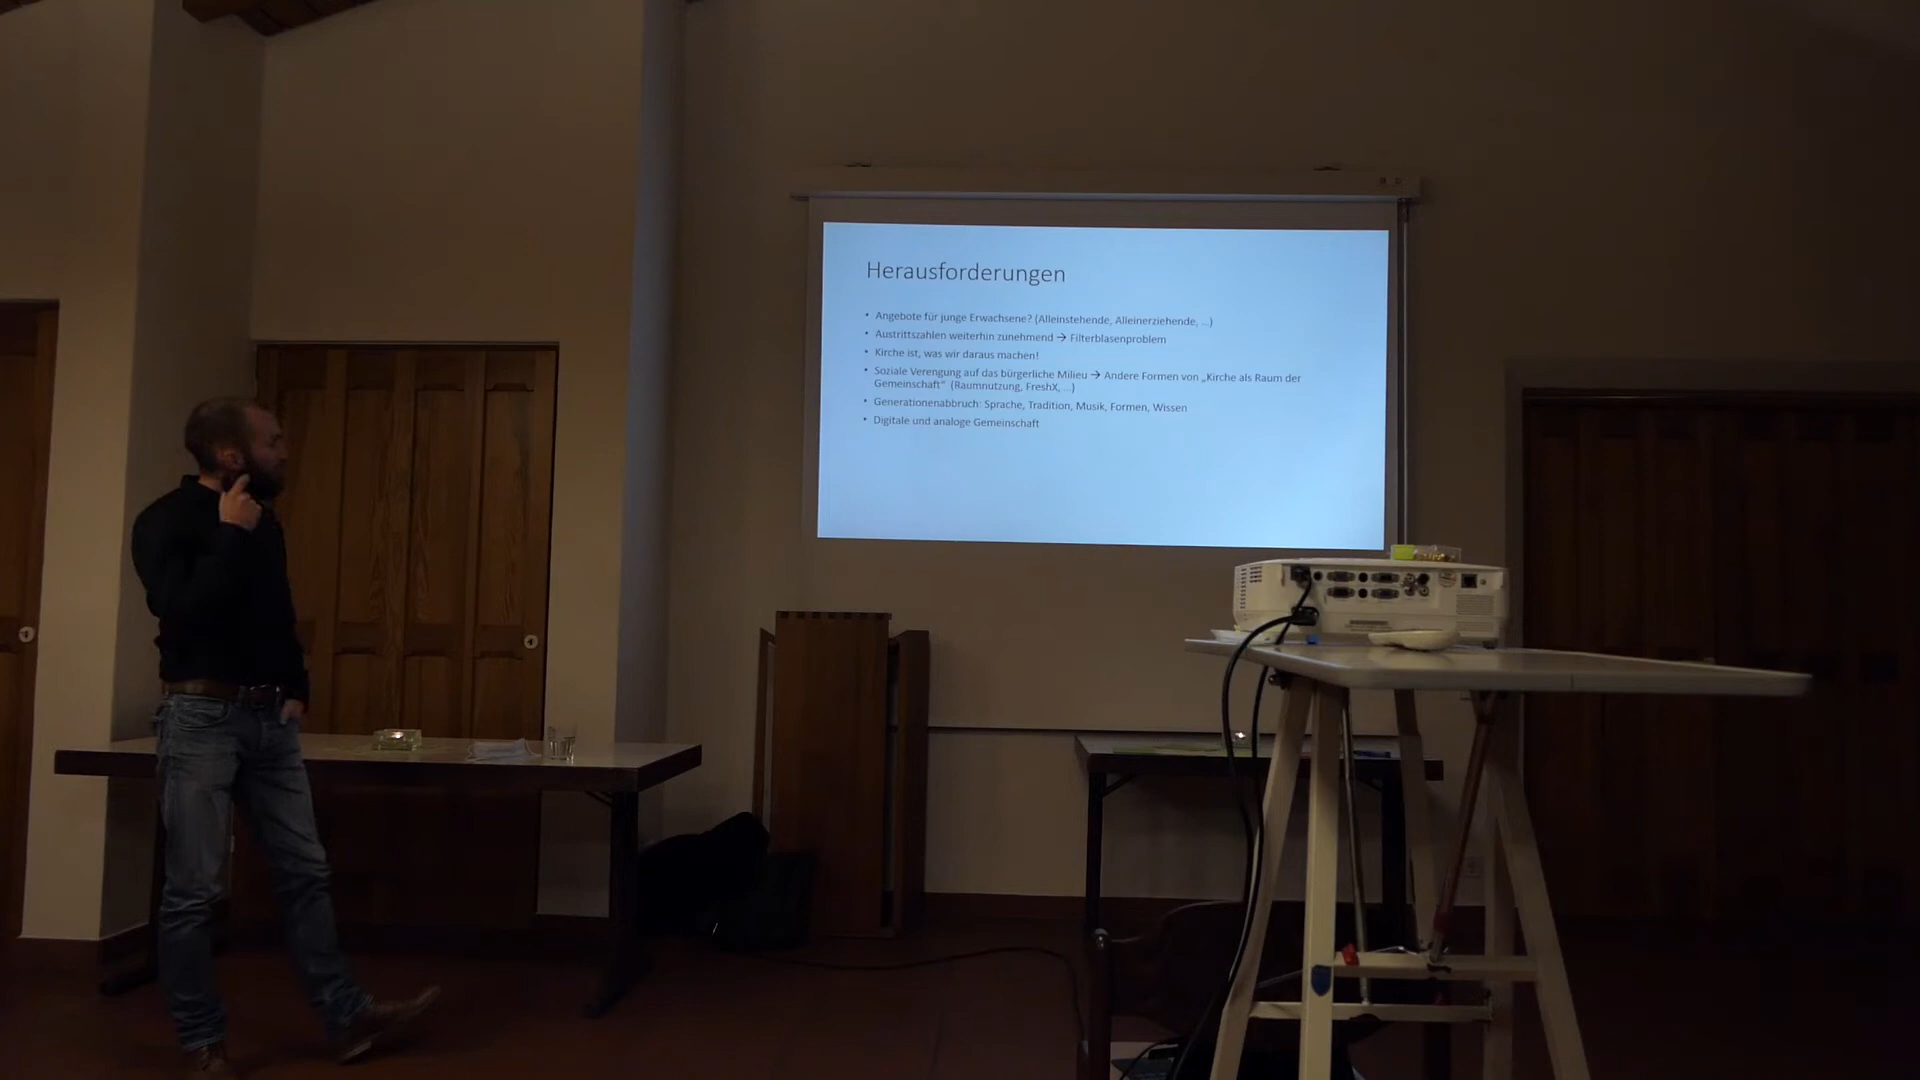 Herausforderungen
• Angebote für junge Erwachsene? (Alleinstehende, Alleinerziehende, …)
• Austrittszahlen weiterhin zunehmend → Filterblasenproblem
• Kirche ist, was wir daraus machen!
• Soziale Verengung auf das bürgerliche Milieu → Andere Formen von „Kirche als Raum der
Gemeinschaft“ (Raumnutzung, FreshX, …)
• Generationenabbruch: Sprache, Tradition, Musik, Formen, Wissen
• Digitale und analoge Gemeinschaft